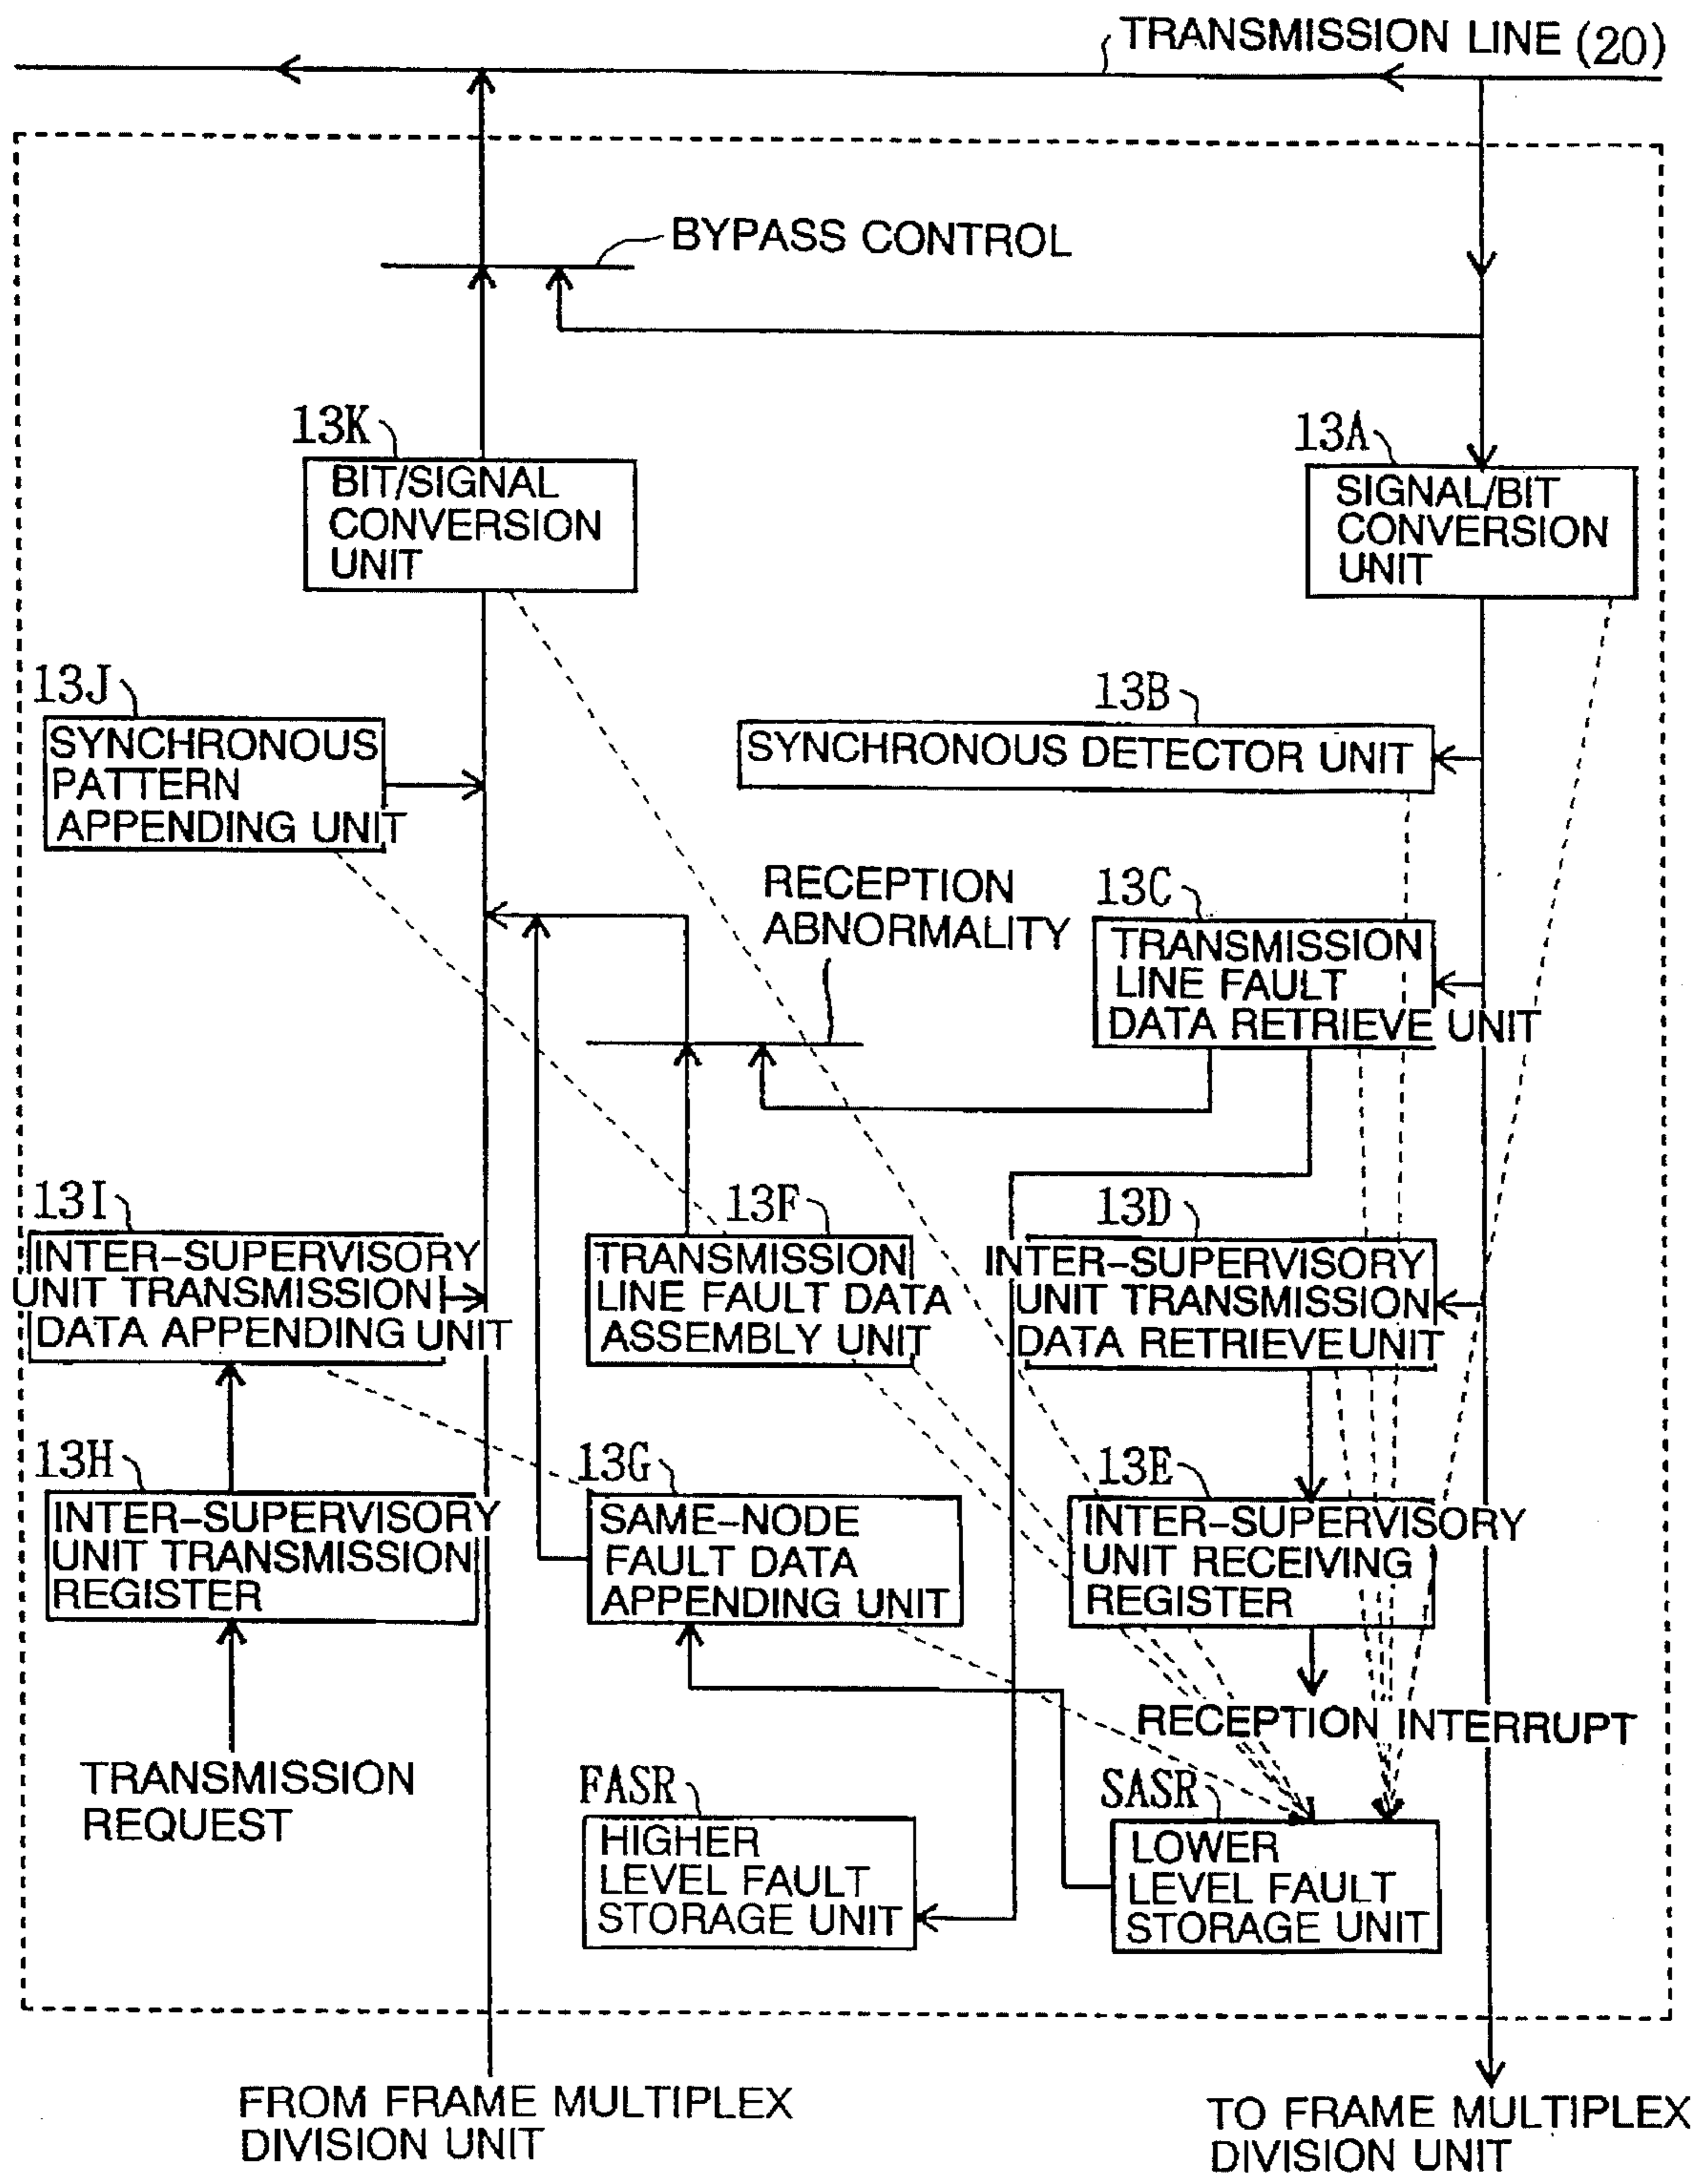 TRANSMISSION LINE (20)
BYPASS CONTROL
13K
BIT/SIGNAL
CONVERSION
UNIT
13A
SIGNAL/BIT
CONVERSION
UNIT
13J
SYNCHRONOUS
PATTERN
APPENDING UNIT
13B
SYNCHRONOUS DETECTOR UNIT
RECEPTION
ABNORMALITY
13C
TRANSMISSION
LINE FAULT
DATA RETRIEVE UNIT
13I
INTER-SUPERVISORY
UNIT TRANSMISSION
DATA APPENDING UNIT
13F
TRANSMISSION
LINE FAULT DATA
ASSEMBLY UNIT
13D
INTER-SUPERVISORY
UNIT TRANSMISSION
DATA RETRIEVE UNIT
13H
INTER-SUPERVISORY
UNIT TRANSMISSION
REGISTER
13G
SAME-NODE
FAULT DATA
APPENDING UNIT
13E
INTER-SUPERVISORY
UNIT RECEIVING
REGISTER
RECEPTION INTERRUPT
TRANSMISSION
REQUEST
FASR
HIGHER
LEVEL FAULT
STORAGE UNIT
SASR
LOWER
LEVEL FAULT
STORAGE UNIT
FROM FRAME MULTIPLEX
DIVISION UNIT
TO FRAME MULTIPLEX
DIVISION UNIT